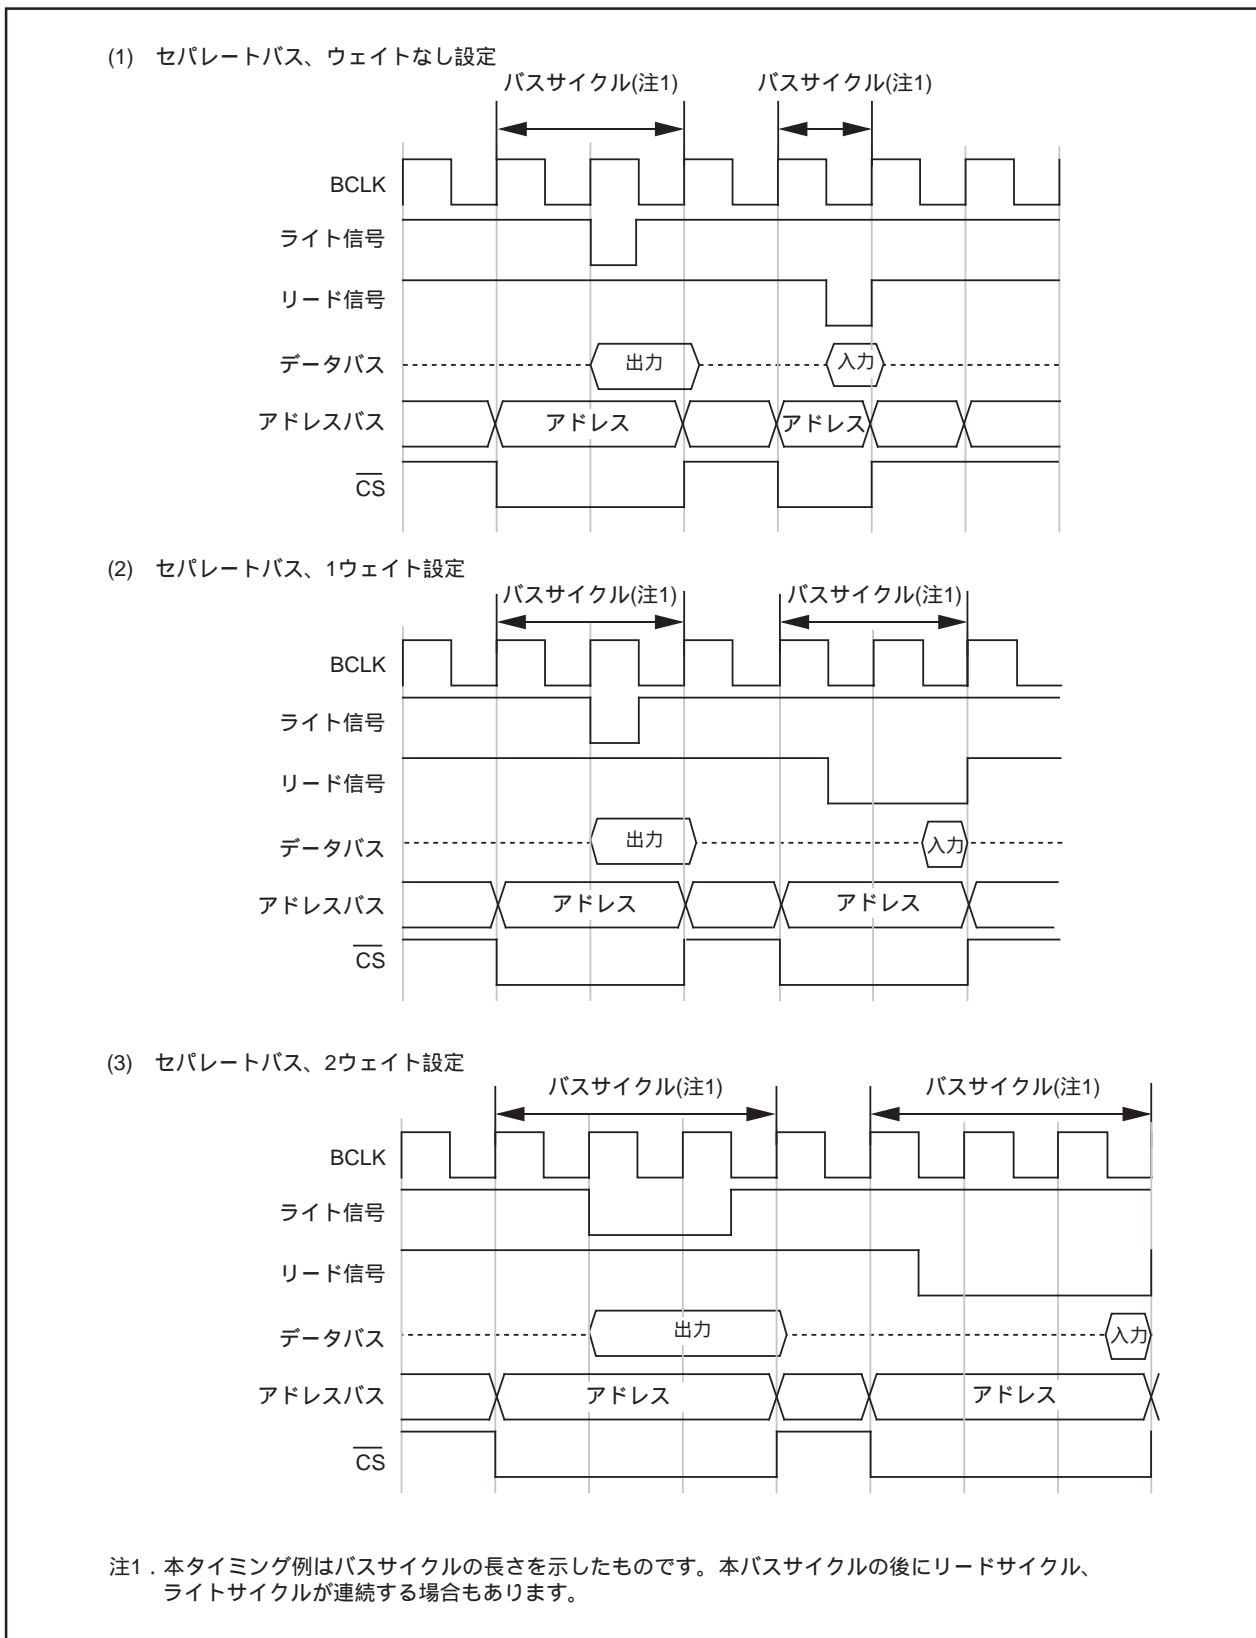 (1) セパレートバス、ウェイトなし設定
バスサイクル(注1) バスサイクル(注1)
BCLK
ライト信号
リード信号
データバス 出力 入力
アドレスバス アドレス アドレス
CS
(2) セパレートバス、1ウェイト設定
バスサイクル(注1) バスサイクル(注1)
BCLK
ライト信号
リード信号
データバス 出力 入力
アドレスバス アドレス アドレス
CS
(3) セパレートバス、2ウェイト設定
バスサイクル(注1) バスサイクル(注1)
BCLK
ライト信号
リード信号
データバス 出力 入力
アドレスバス アドレス アドレス
CS
注1．本タイミング例はバスサイクルの長さを示したものです。本バスサイクルの後にリードサイクル、
ライトサイクルが連続する場合もあります。